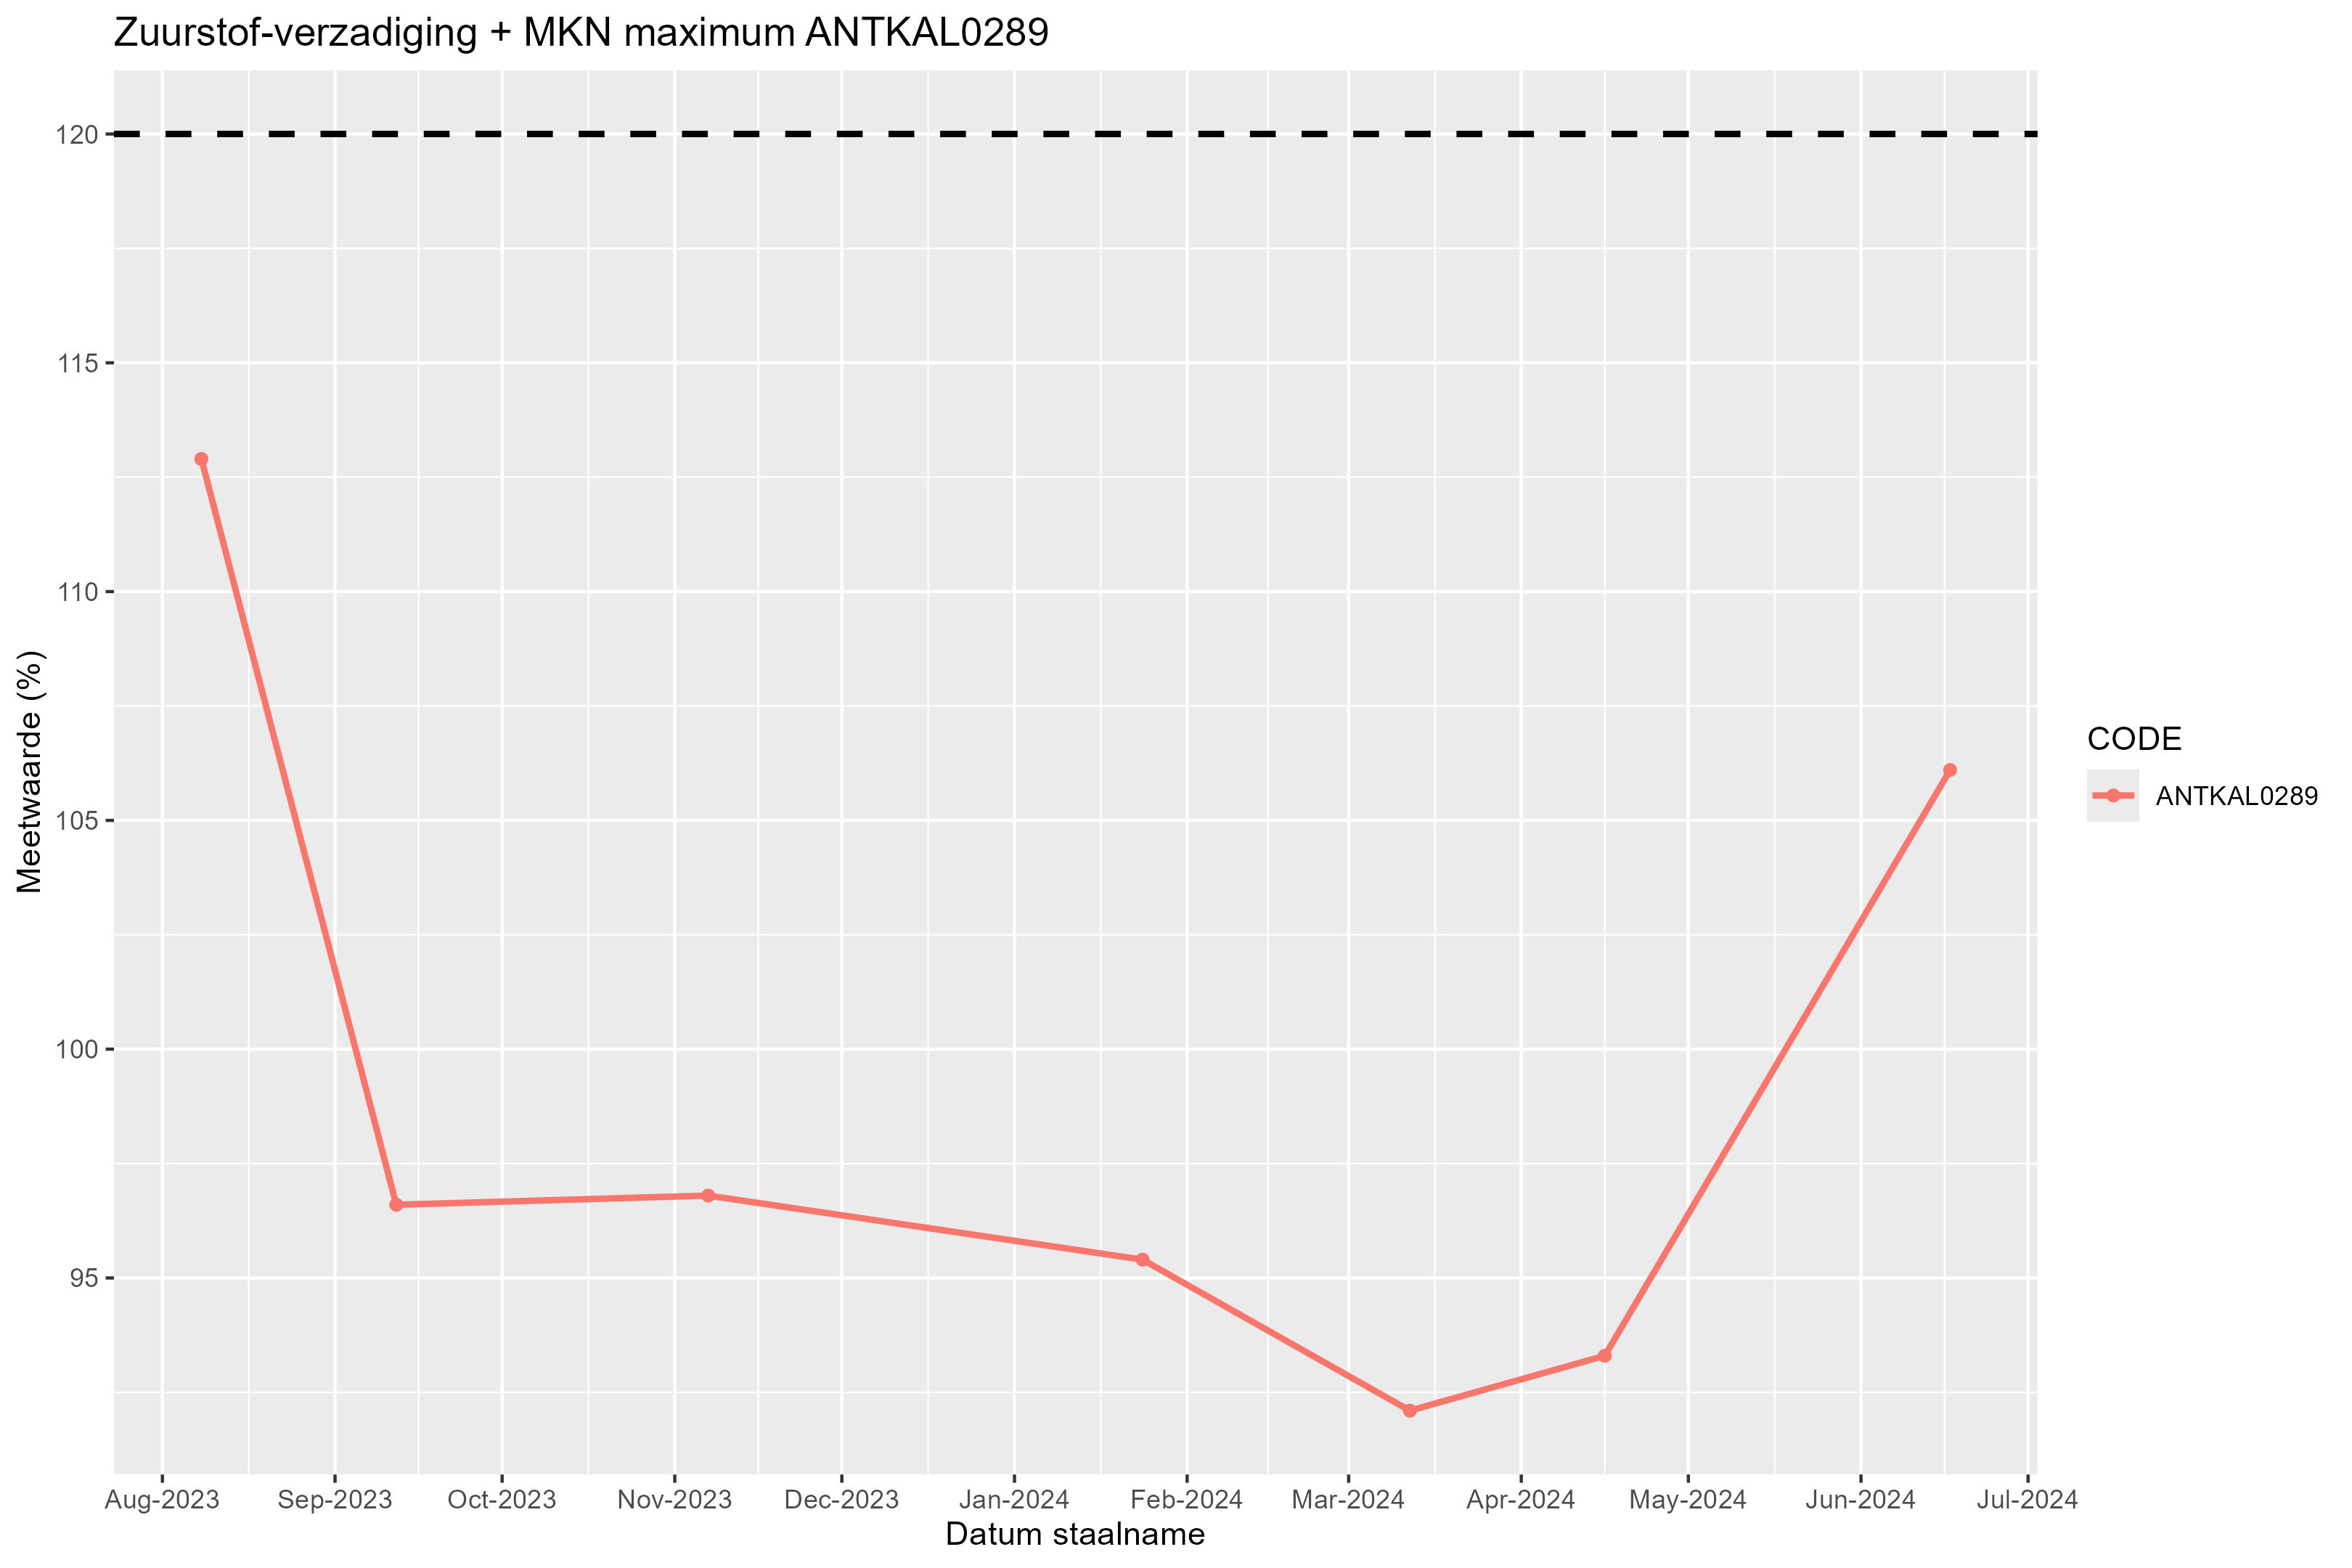 Zuurstof-verzadiging + MKN maximum ANTKAL0289
120
115
110
105
100
95
Meetwaarde (%)
Aug-2023 Sep-2023 Oct-2023 Nov-2023 Dec-2023 Jan-2024 Feb-2024 Mar-2024 Apr-2024 May-2024 Jun-2024 Jul-2024
Datum staalname
CODE
ANTKAL0289